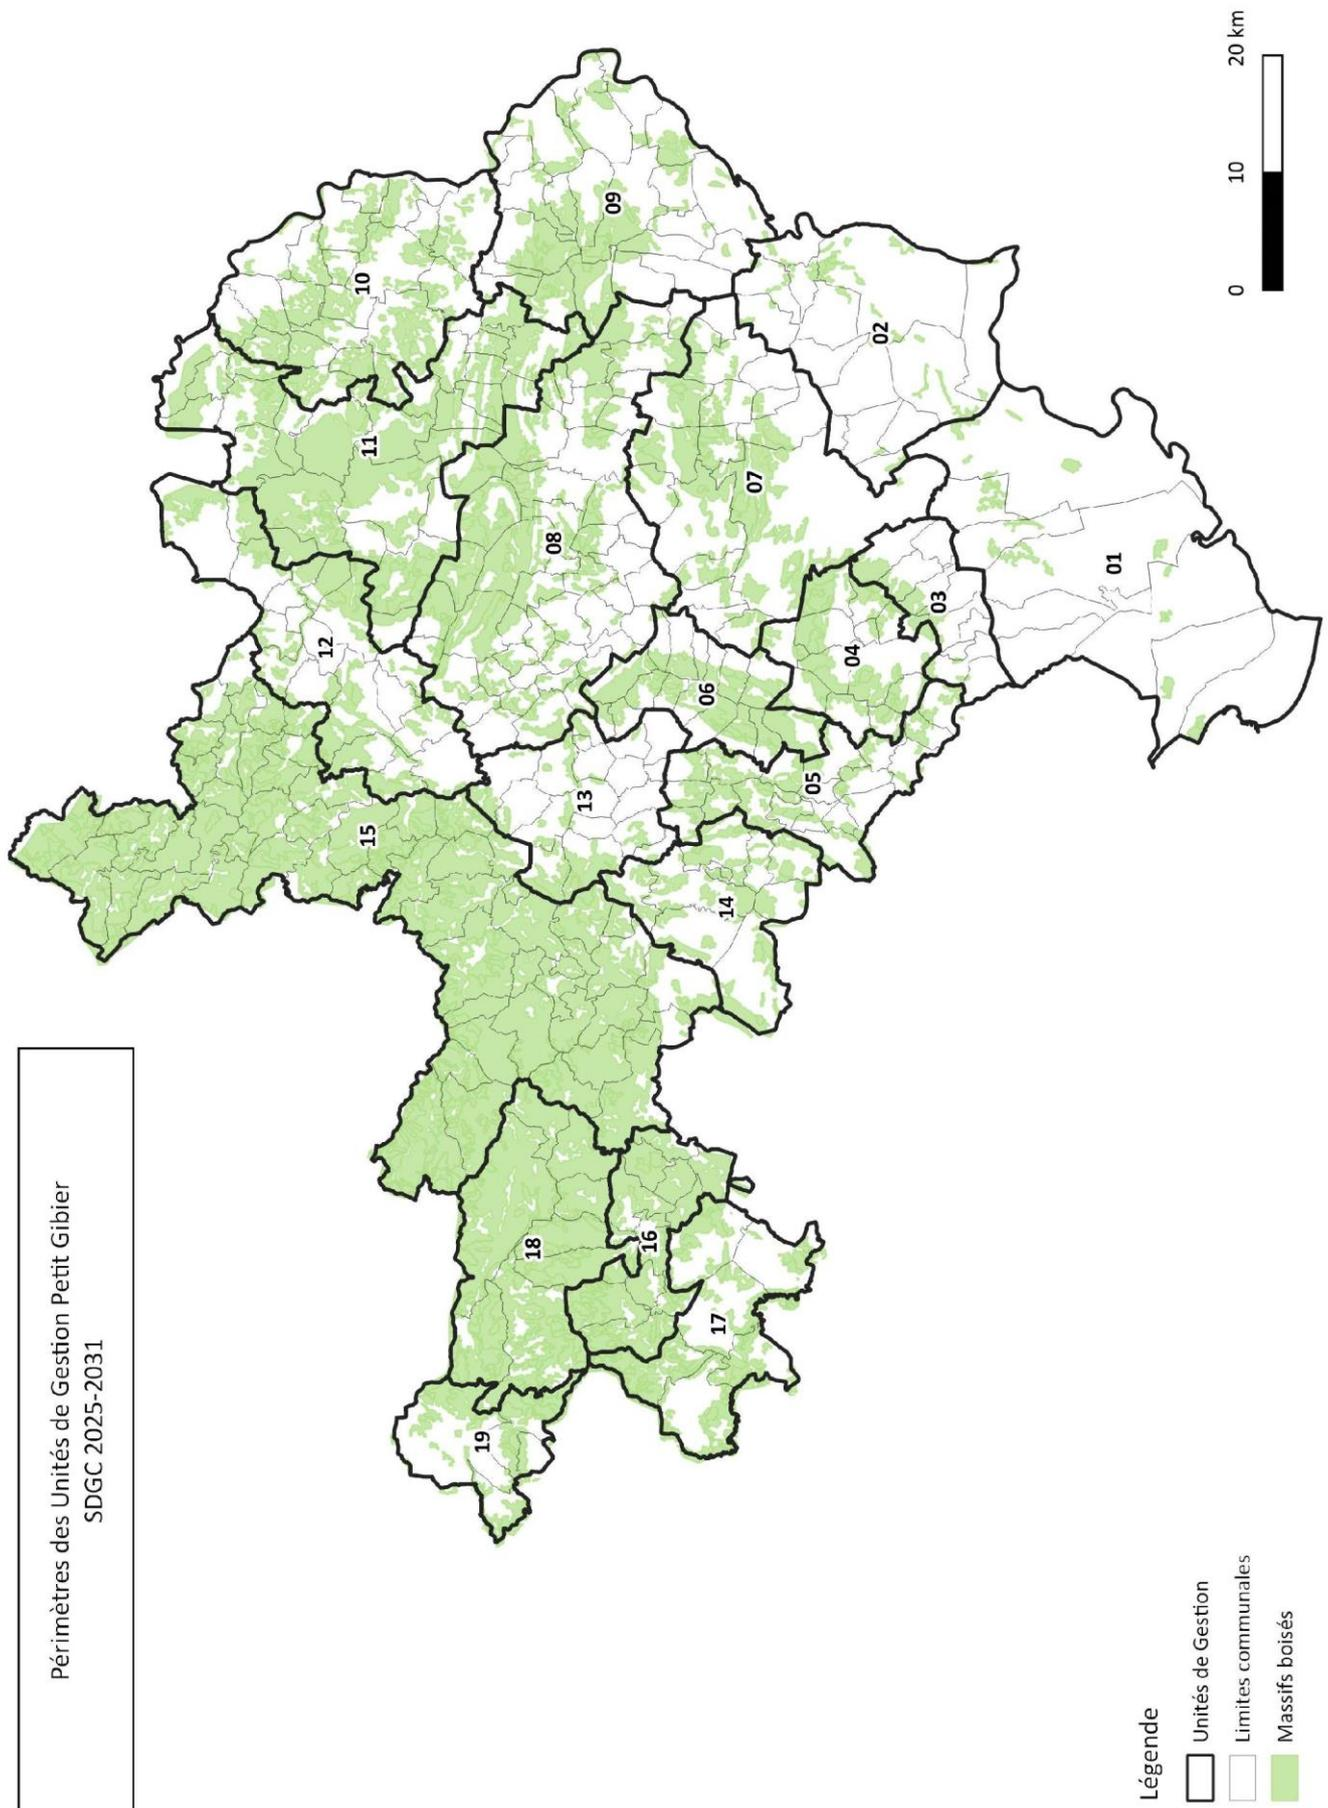 Périmètres des Unités de Gestion Petit Gibier
SDGC 2025-2031
19
18
17
16
15
14
13
12
11
10
09
08
07
06
05
04
03
02
01
Légende
Unités de Gestion
Limites communales
Massifs boisés
0 10 20 km